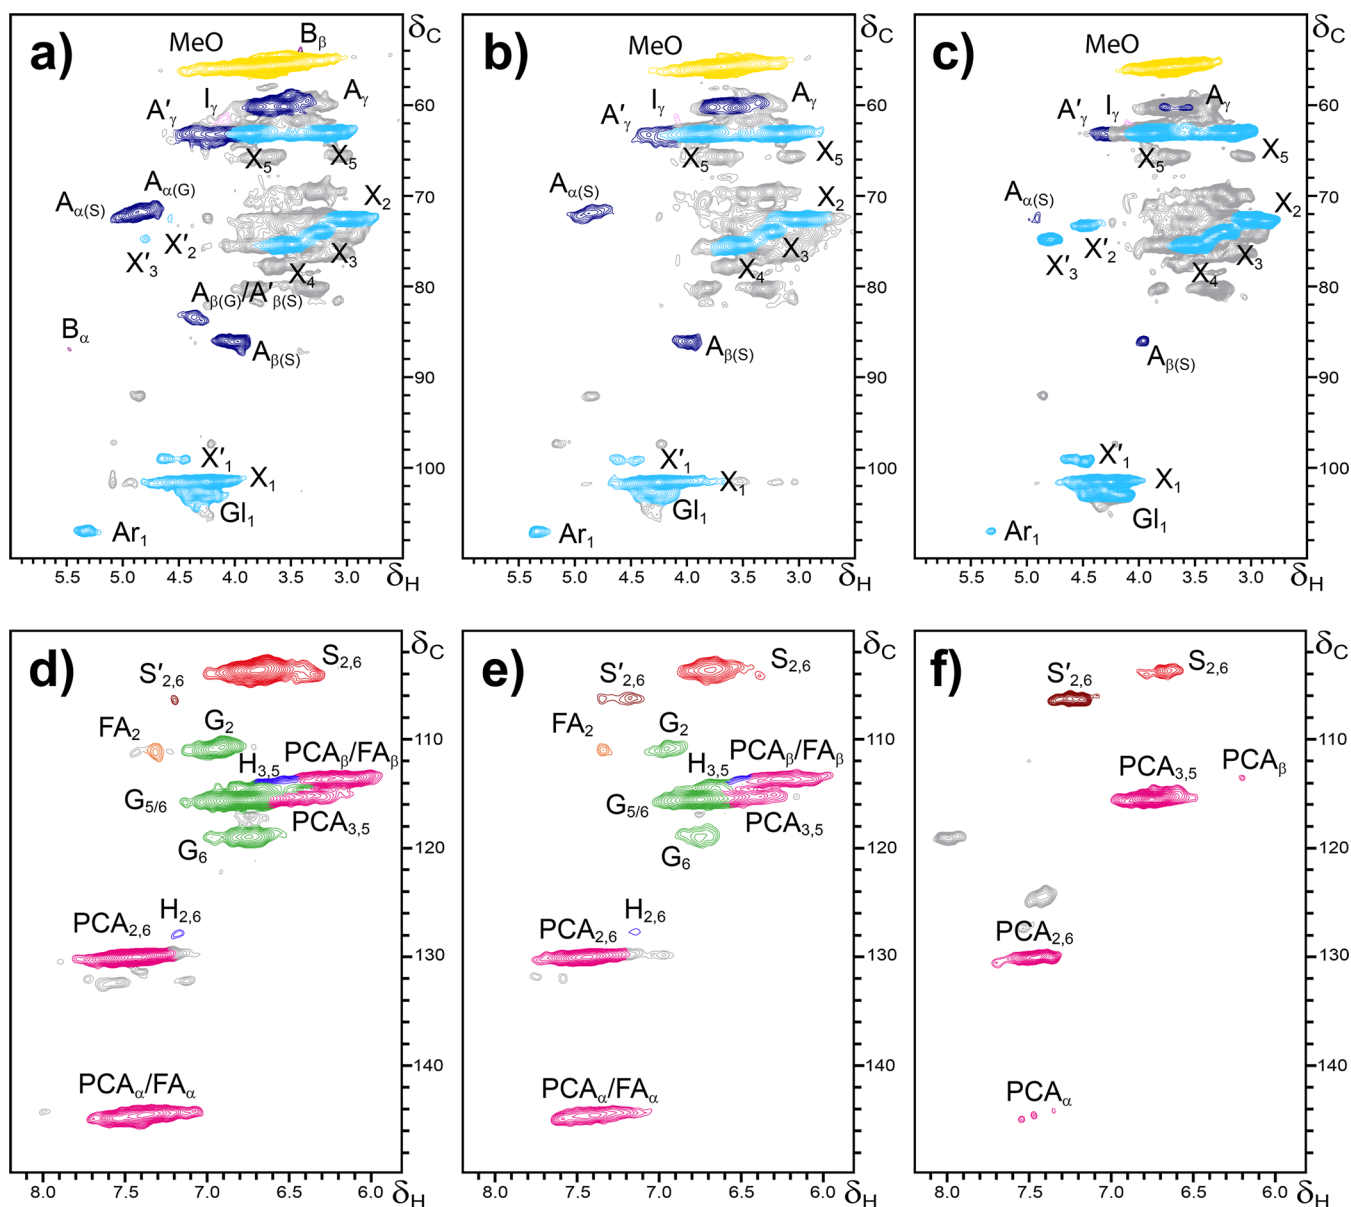 a)
MeO
Bβ
δC
A′γ
Iγ
Aγ
60
X5
X5
Aα(S)
Aα(G)
70
X2
X′3
X′2
X3
X4
80
Aβ(G)/A′β(S)
Bα
Aβ(S)
90
X′1
X1
100
Gl1
Ar1
5.5 5.0 4.5 4.0 3.5 3.0 δH
b)
MeO
δC
A′γ
Iγ
Aγ
60
X5
X5
Aα(S)
70
X2
X3
X4
80
Aβ(S)
90
X′1
X1
100
Gl1
Ar1
5.5 5.0 4.5 4.0 3.5 3.0 δH
c)
MeO
δC
A′γ
Iγ
Aγ
60
X5
X5
Aα(S)
70
X2
X′3
X′2
X3
X4
80
Aβ(S)
90
X′1
X1
100
Gl1
Ar1
5.5 5.0 4.5 4.0 3.5 3.0 δH
d)
δC
S2,6
S′2,6
FA2
G2
110
H3,5
PCAβ/FAβ
G5/6
PCA3,5
G6
120
PCA2,6
H2,6
130
140
PCAα/FAα
8.0 7.5 7.0 6.5 6.0 δH
e)
δC
S2,6
S′2,6
FA2
G2
110
H3,5
PCAβ/FAβ
G5/6
PCA3,5
G6
120
PCA2,6
H2,6
130
140
PCAα/FAα
8.0 7.5 7.0 6.5 6.0 δH
f)
δC
S′2,6
S2,6
110
PCA3,5
PCAβ
120
PCA2,6
130
140
PCAα
8.0 7.5 7.0 6.5 6.0 δH